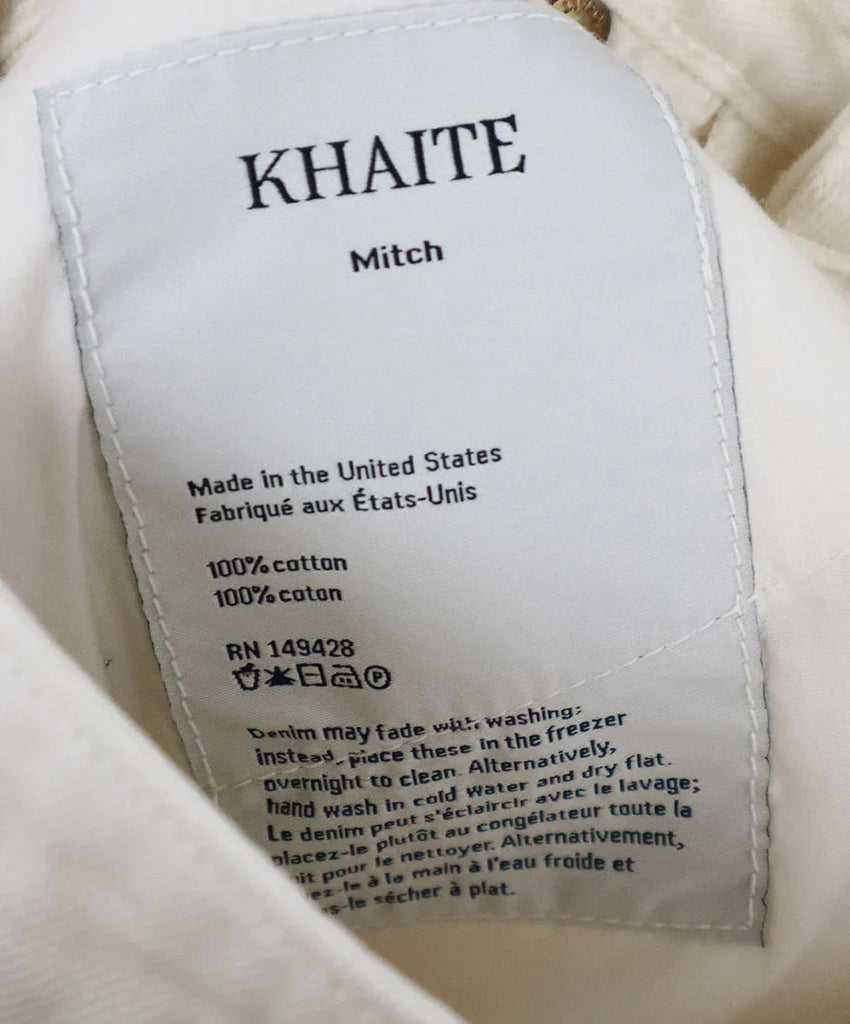 KHAITE
Mitch
Made in the United States
Fabriqué aux États-Unis
100% cotton
100% coton
RN 149428
P
Denim may fade with washing;
instead, place these in the freezer
overnight to clean. Alternatively,
hand wash in cold water and dry flat.
Le denim peut s'éclaircir avec le lavage;
placez-le plutôt au congélateur toute la
pour le nettoyer. Alternativement,
à la main à l'eau froide et
sécher à plat.